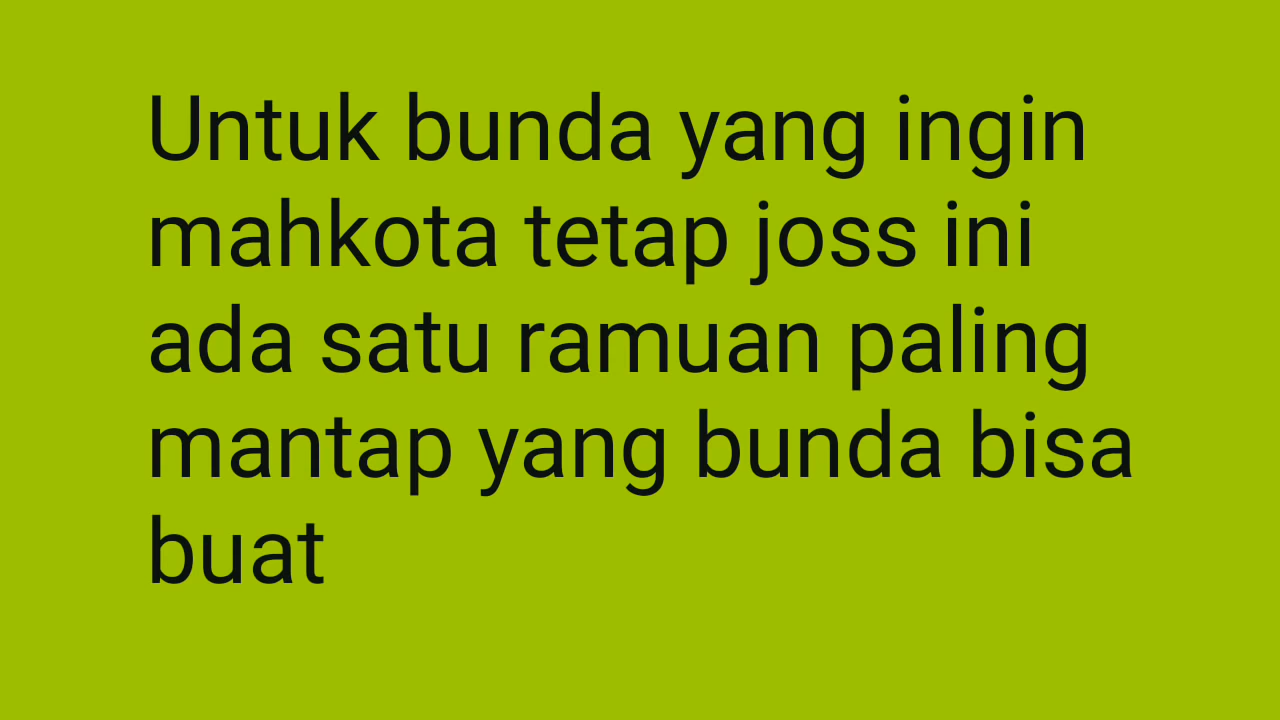 Untuk bunda yang ingin
mahkota tetap joss ini
ada satu ramuan paling
mantap yang bunda bisa
buat